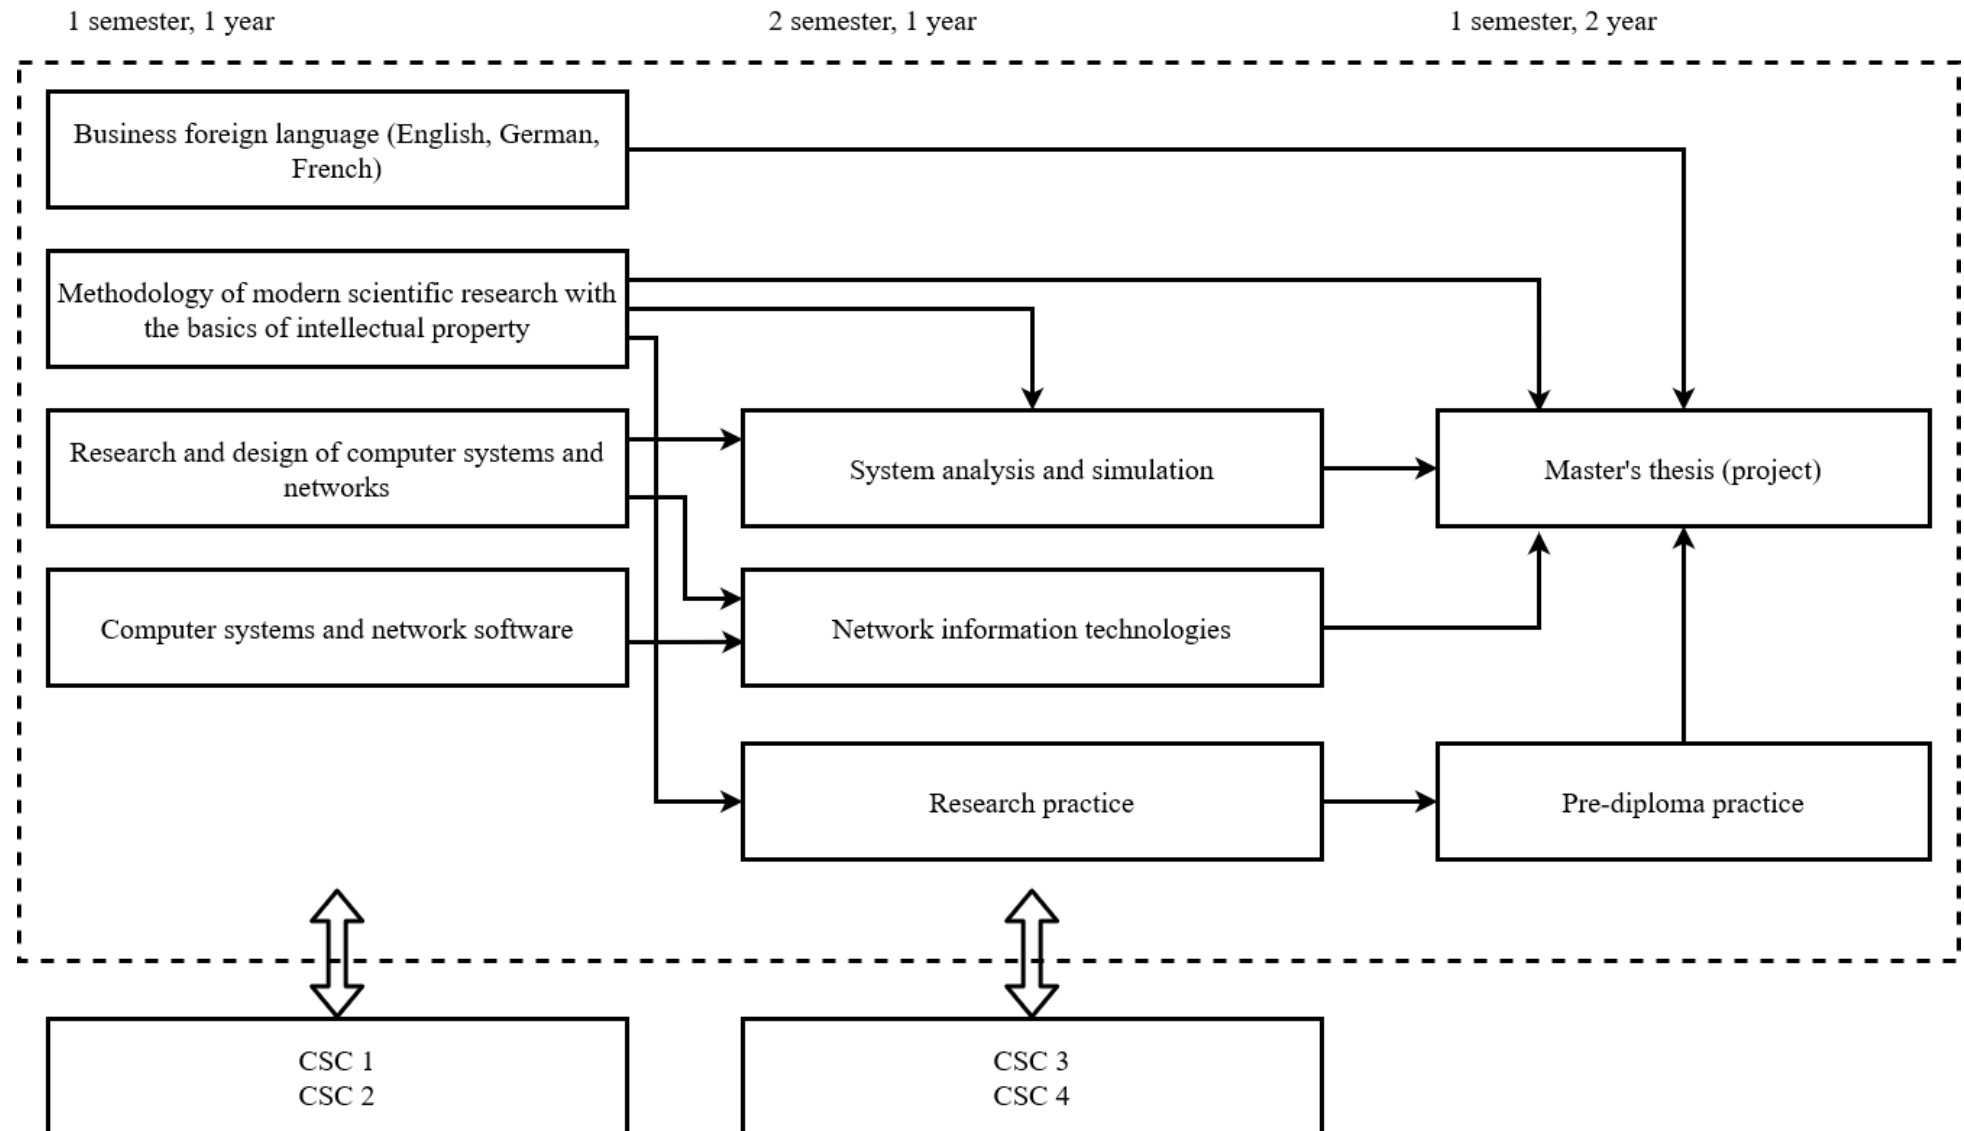 1 semester, 1 year
2 semester, 1 year
1 semester, 2 year
Business foreign language (English, German,
French)
Methodology of modern scientific research with
the basics of intellectual property
Research and design of computer systems and
networks
System analysis and simulation
Master's thesis (project)
Computer systems and network software
Network information technologies
Research practice
Pre-diploma practice
CSC 1
CSC 2
CSC 3
CSC 4